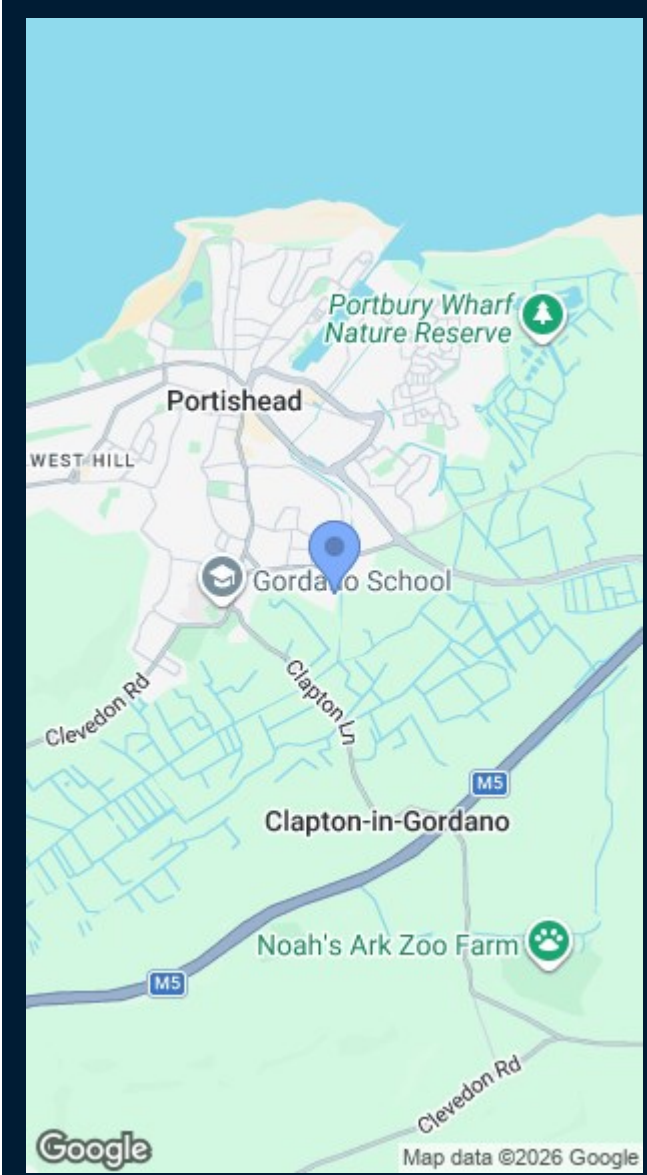 Portbury Wharf
Nature Reserve
Portishead
WEST HILL
Gordano School
Clapton Ln
Clevedon Rd
M5
Clapton-in-Gordano
Noah's Ark Zoo Farm
M5
Clevedon Rd
Google
Map data ©2026 Google